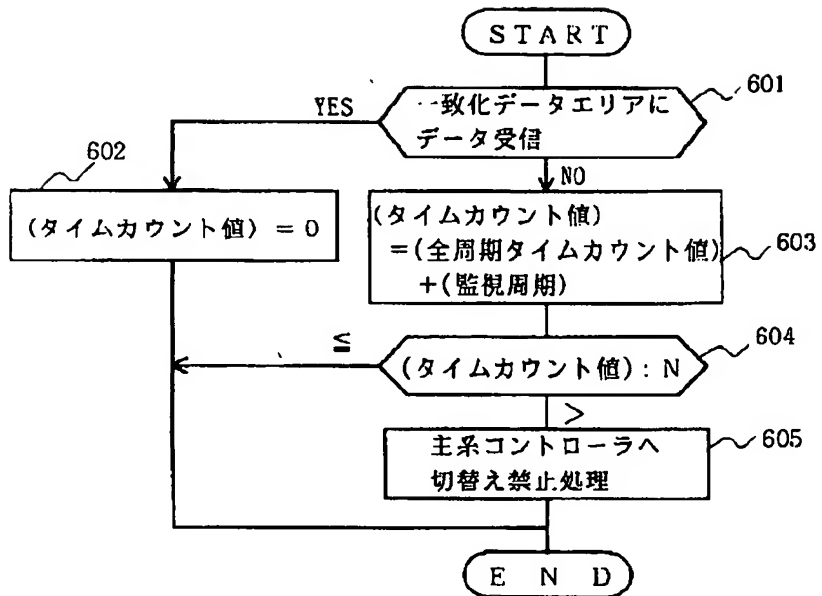 START
一致化データエリアに
データ受信
601
YES
NO
602
(タイムカウント値) = 0
(タイムカウント値)
=(全周期タイムカウント値)
+(監視周期)
603
≦
(タイムカウント値): N
604
>
主系コントローラへ
切替え禁止処理
605
END